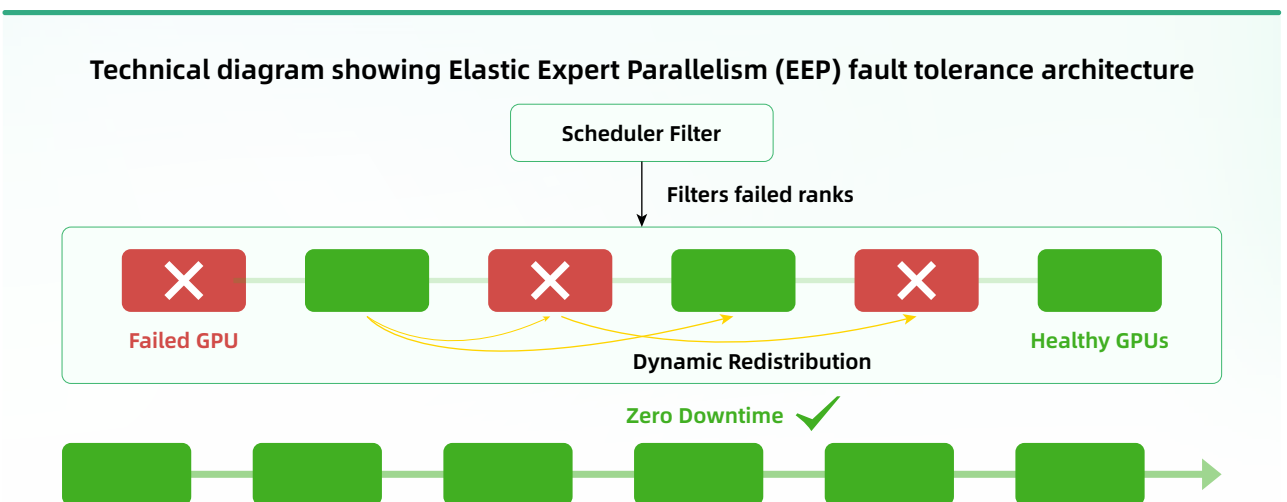 Technical diagram showing Elastic Expert Parallelism (EEP) fault tolerance architecture
Scheduler Filter
Filters failed ranks
Failed GPU
Healthy GPUs
Dynamic Redistribution
Zero Downtime